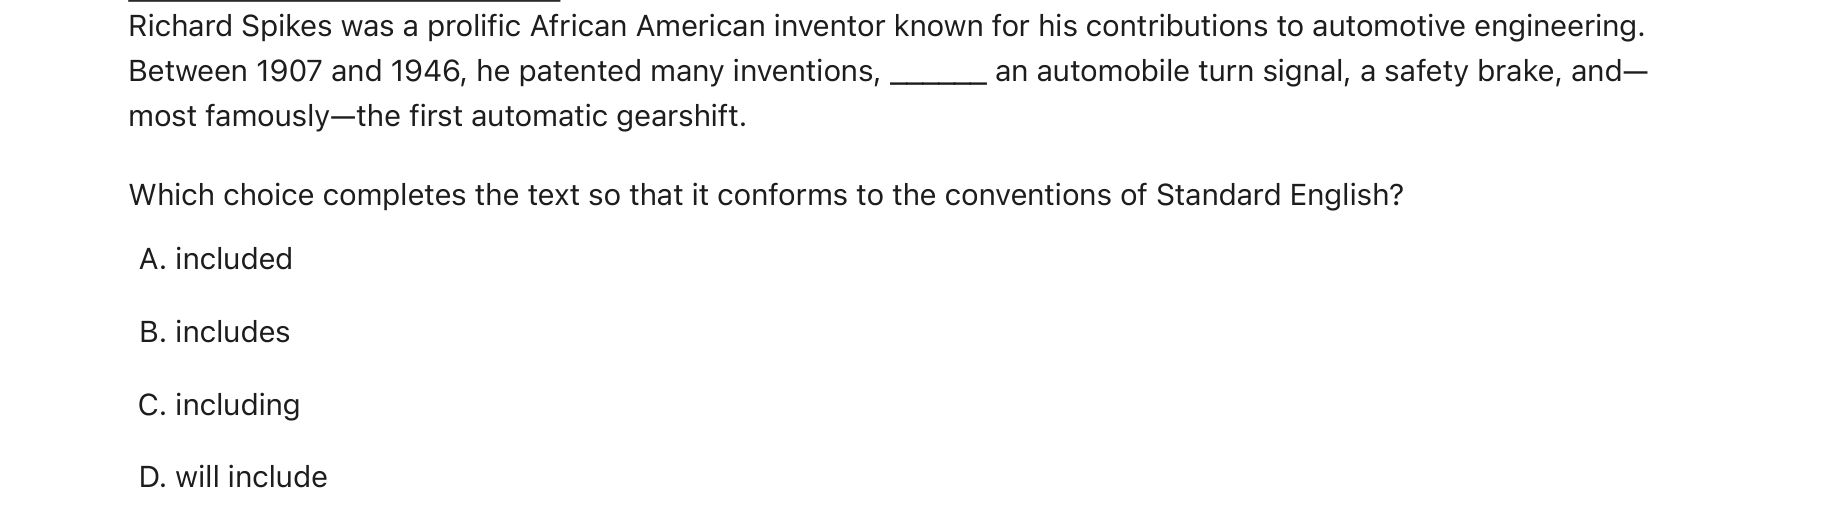 Richard Spikes was a prolific African American inventor known for his contributions to automotive engineering.
Between 1907 and 1946, he patented many inventions, ______ an automobile turn signal, a safety brake, and—
most famously—the first automatic gearshift.
Which choice completes the text so that it conforms to the conventions of Standard English?
A. included
B. includes
C. including
D. will include